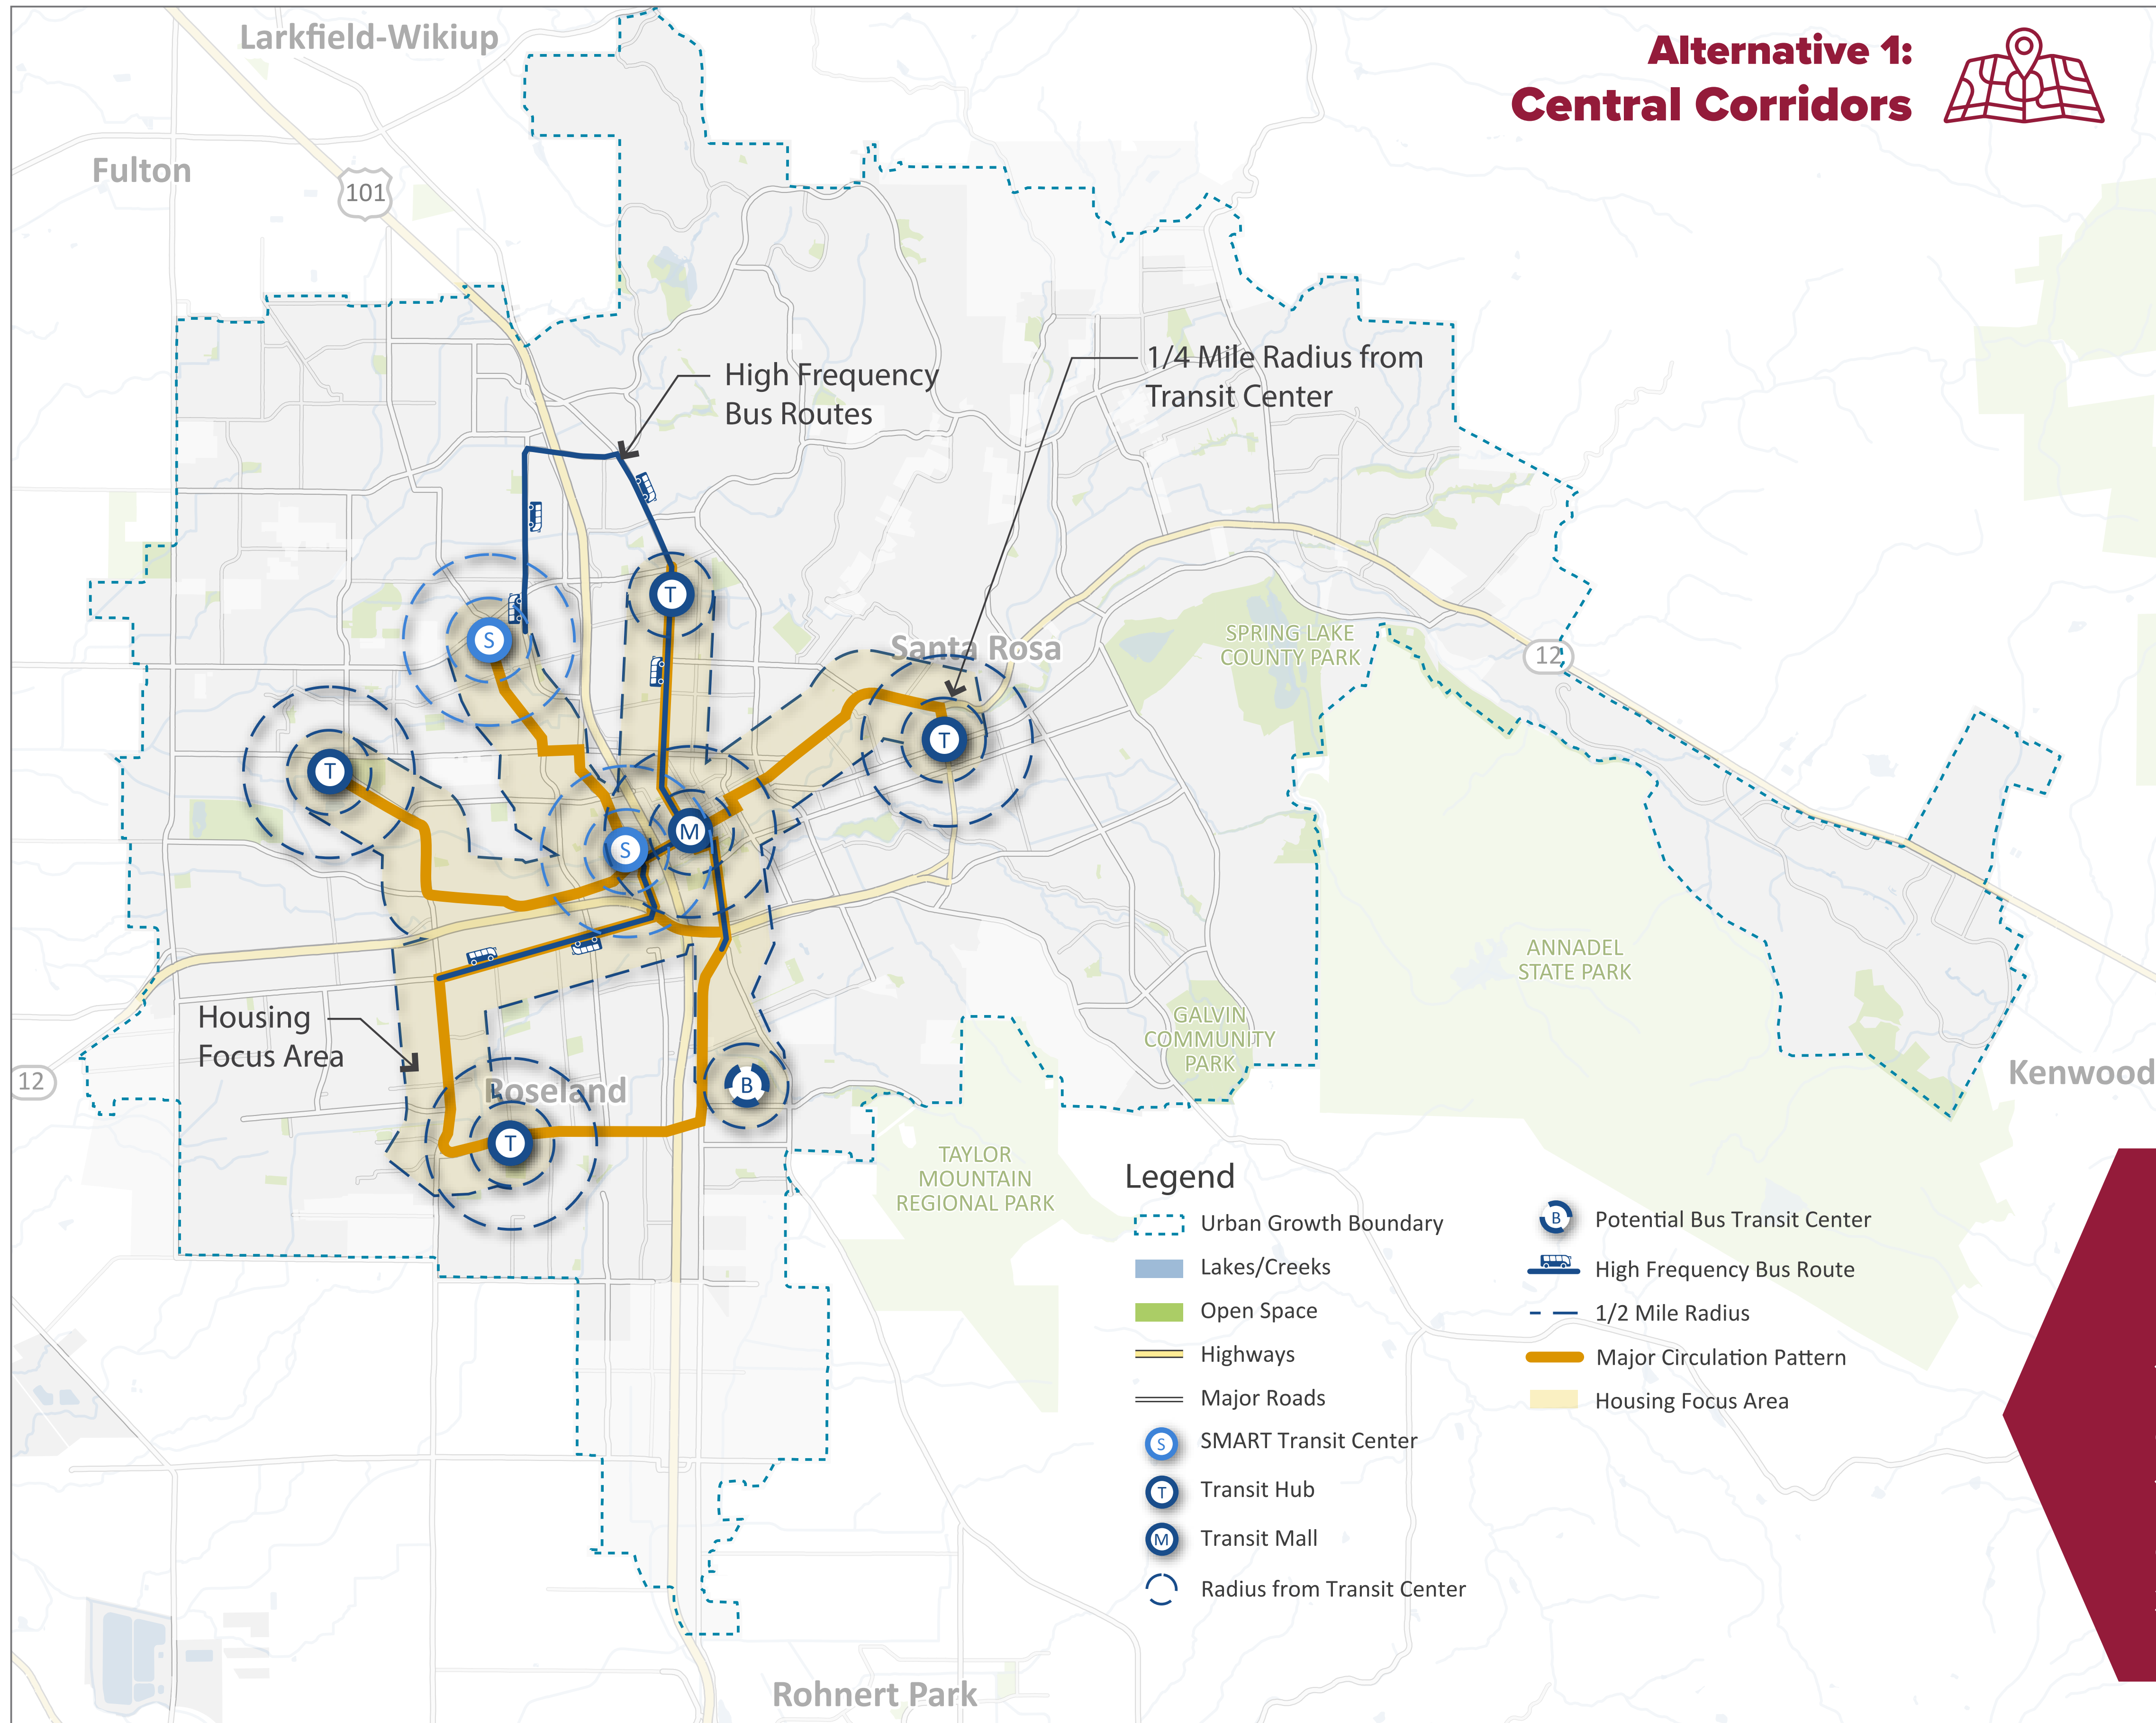 Larkfield-Wikiup
Alternative 1:
Central Corridors
Fulton
101
High Frequency
Bus Routes
1/4 Mile Radius from
Transit Center
T
S
Santa Rosa
SPRING LAKE
COUNTY PARK
12
T
T
M
S
ANNADEL
STATE PARK
Housing
Focus Area
GALVIN
COMMUNITY
PARK
12
Kenwood
B
Roseland
T
TAYLOR
MOUNTAIN
REGIONAL PARK
Legend
Urban Growth Boundary
Lakes/Creeks
Open Space
Highways
Major Roads
S SMART Transit Center
T Transit Hub
M Transit Mall
Radius from Transit Center
B Potential Bus Transit Center
High Frequency Bus Route
1/2 Mile Radius
Major Circulation Pattern
Housing Focus Area
Rohnert Park